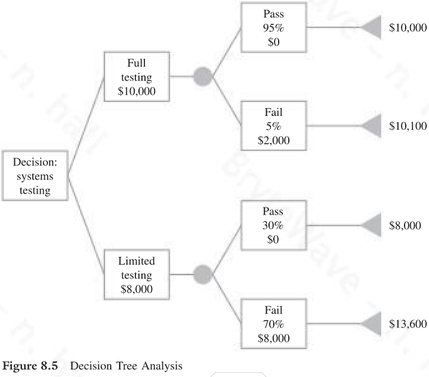 Pass
95%
$0
$10,000
Full
testing
$10,000
Fail
5%
$2,000
$10,100
Decision:
systems
testing
Pass
30%
$0
$8,000
Limited
testing
$8,000
Fail
70%
$8,000
$13,600
Figure 8.5 Decision Tree Analysis